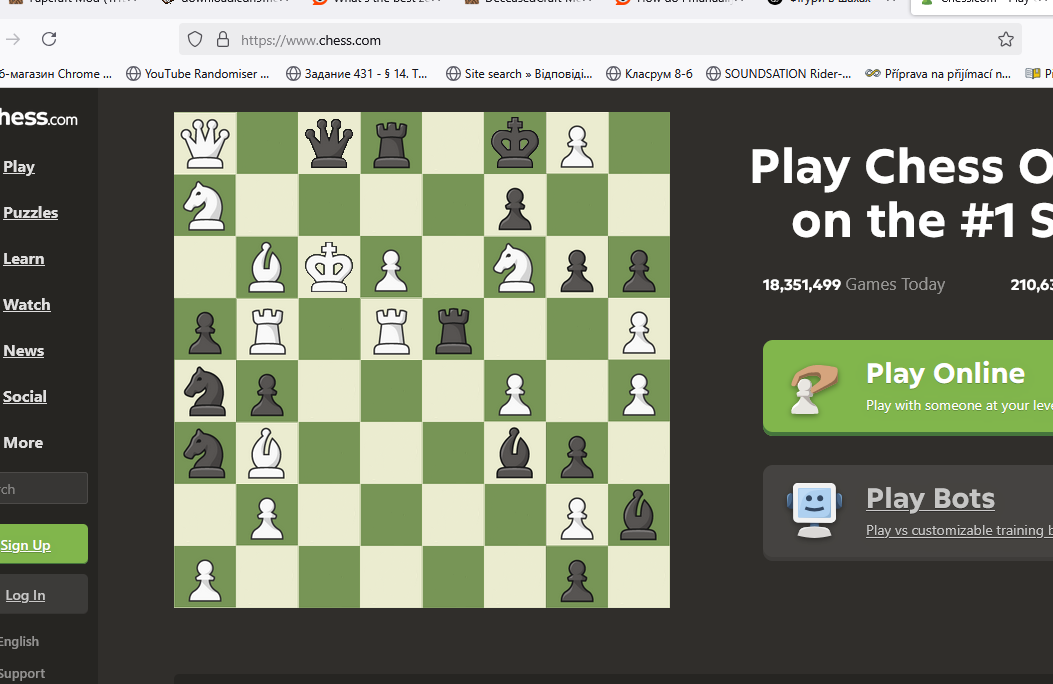 https://www.chess.com
б-магазин Chrome ...
YouTube Randomiser ...
Задание 431 - § 14. Т...
Site search » Відповіді...
Класрум 8-б
SOUNDSATION Rider-...
Příprava na přijímací n...
hess.com
Play
Puzzles
Learn
Watch
News
Social
More
rch
Sign Up
Log In
English
Support
Play Chess O
on the #1 S
18,351,499 Games Today
210,63
Play Online
Play with someone at your leve
Play Bots
Play vs customizable training b